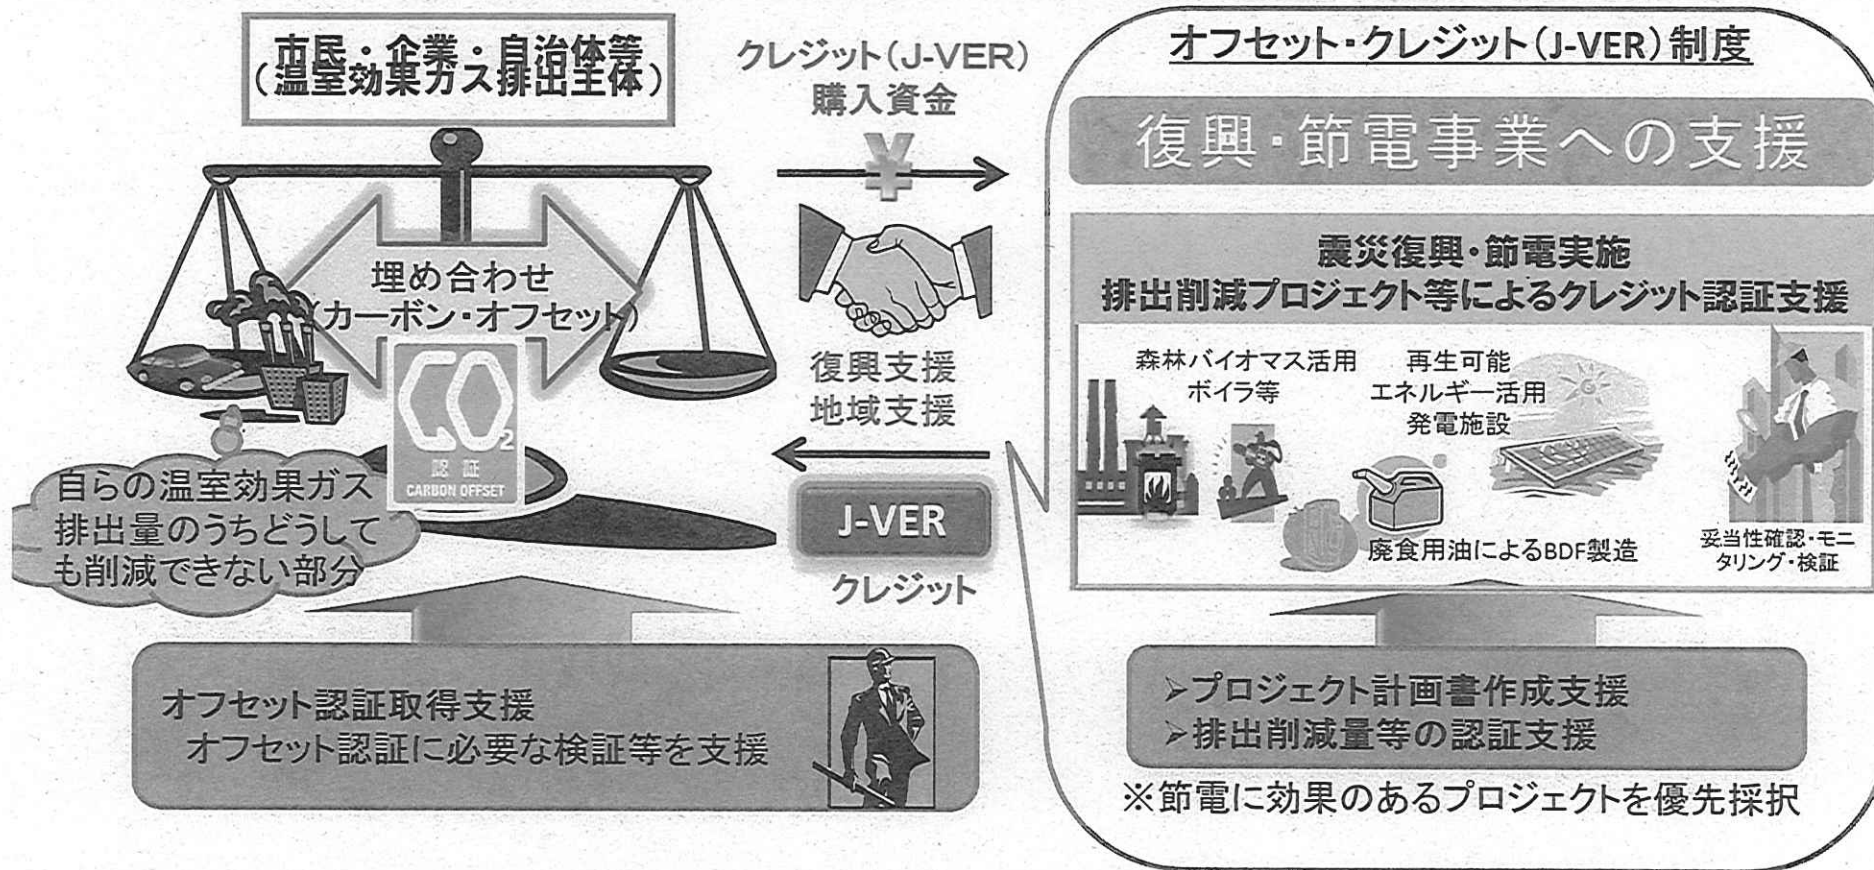 市民・企業・自治体等
(温室効果ガス排出主体)
埋め合わせ
(カーボン・オフセット)
CO2
認証
CARBON OFFSET
自らの温室効果ガス
排出量のうちどうして
も削減できない部分
クレジット(J-VER)
購入資金
¥
復興支援
地域支援
J-VER
クレジット
オフセット認証取得支援
オフセット認証に必要な検証等を支援
オフセット・クレジット(J-VER)制度
復興・節電事業への支援
震災復興・節電実施
排出削減プロジェクト等によるクレジット認証支援
森林バイオマス活用
ボイラ等
再生可能
エネルギー活用
発電施設
廃食用油によるBDF製造
妥当性確認・モニ
タリング・検証
➢プロジェクト計画書作成支援
➢排出削減量等の認証支援
※節電に効果のあるプロジェクトを優先採択